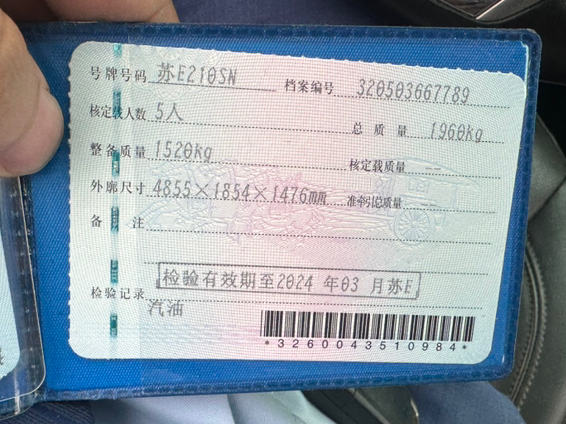 号牌号码 苏E210SN 档案编号 320503667789
核定载人数 5人 总质量 1960kg
整备质量 1520kg 核定载质量 --
外廓尺寸 4855×1854×1476mm 准牵引总质量 --
备注
检验记录 检验有效期至2024年03月苏E
汽油
*3260043510984*